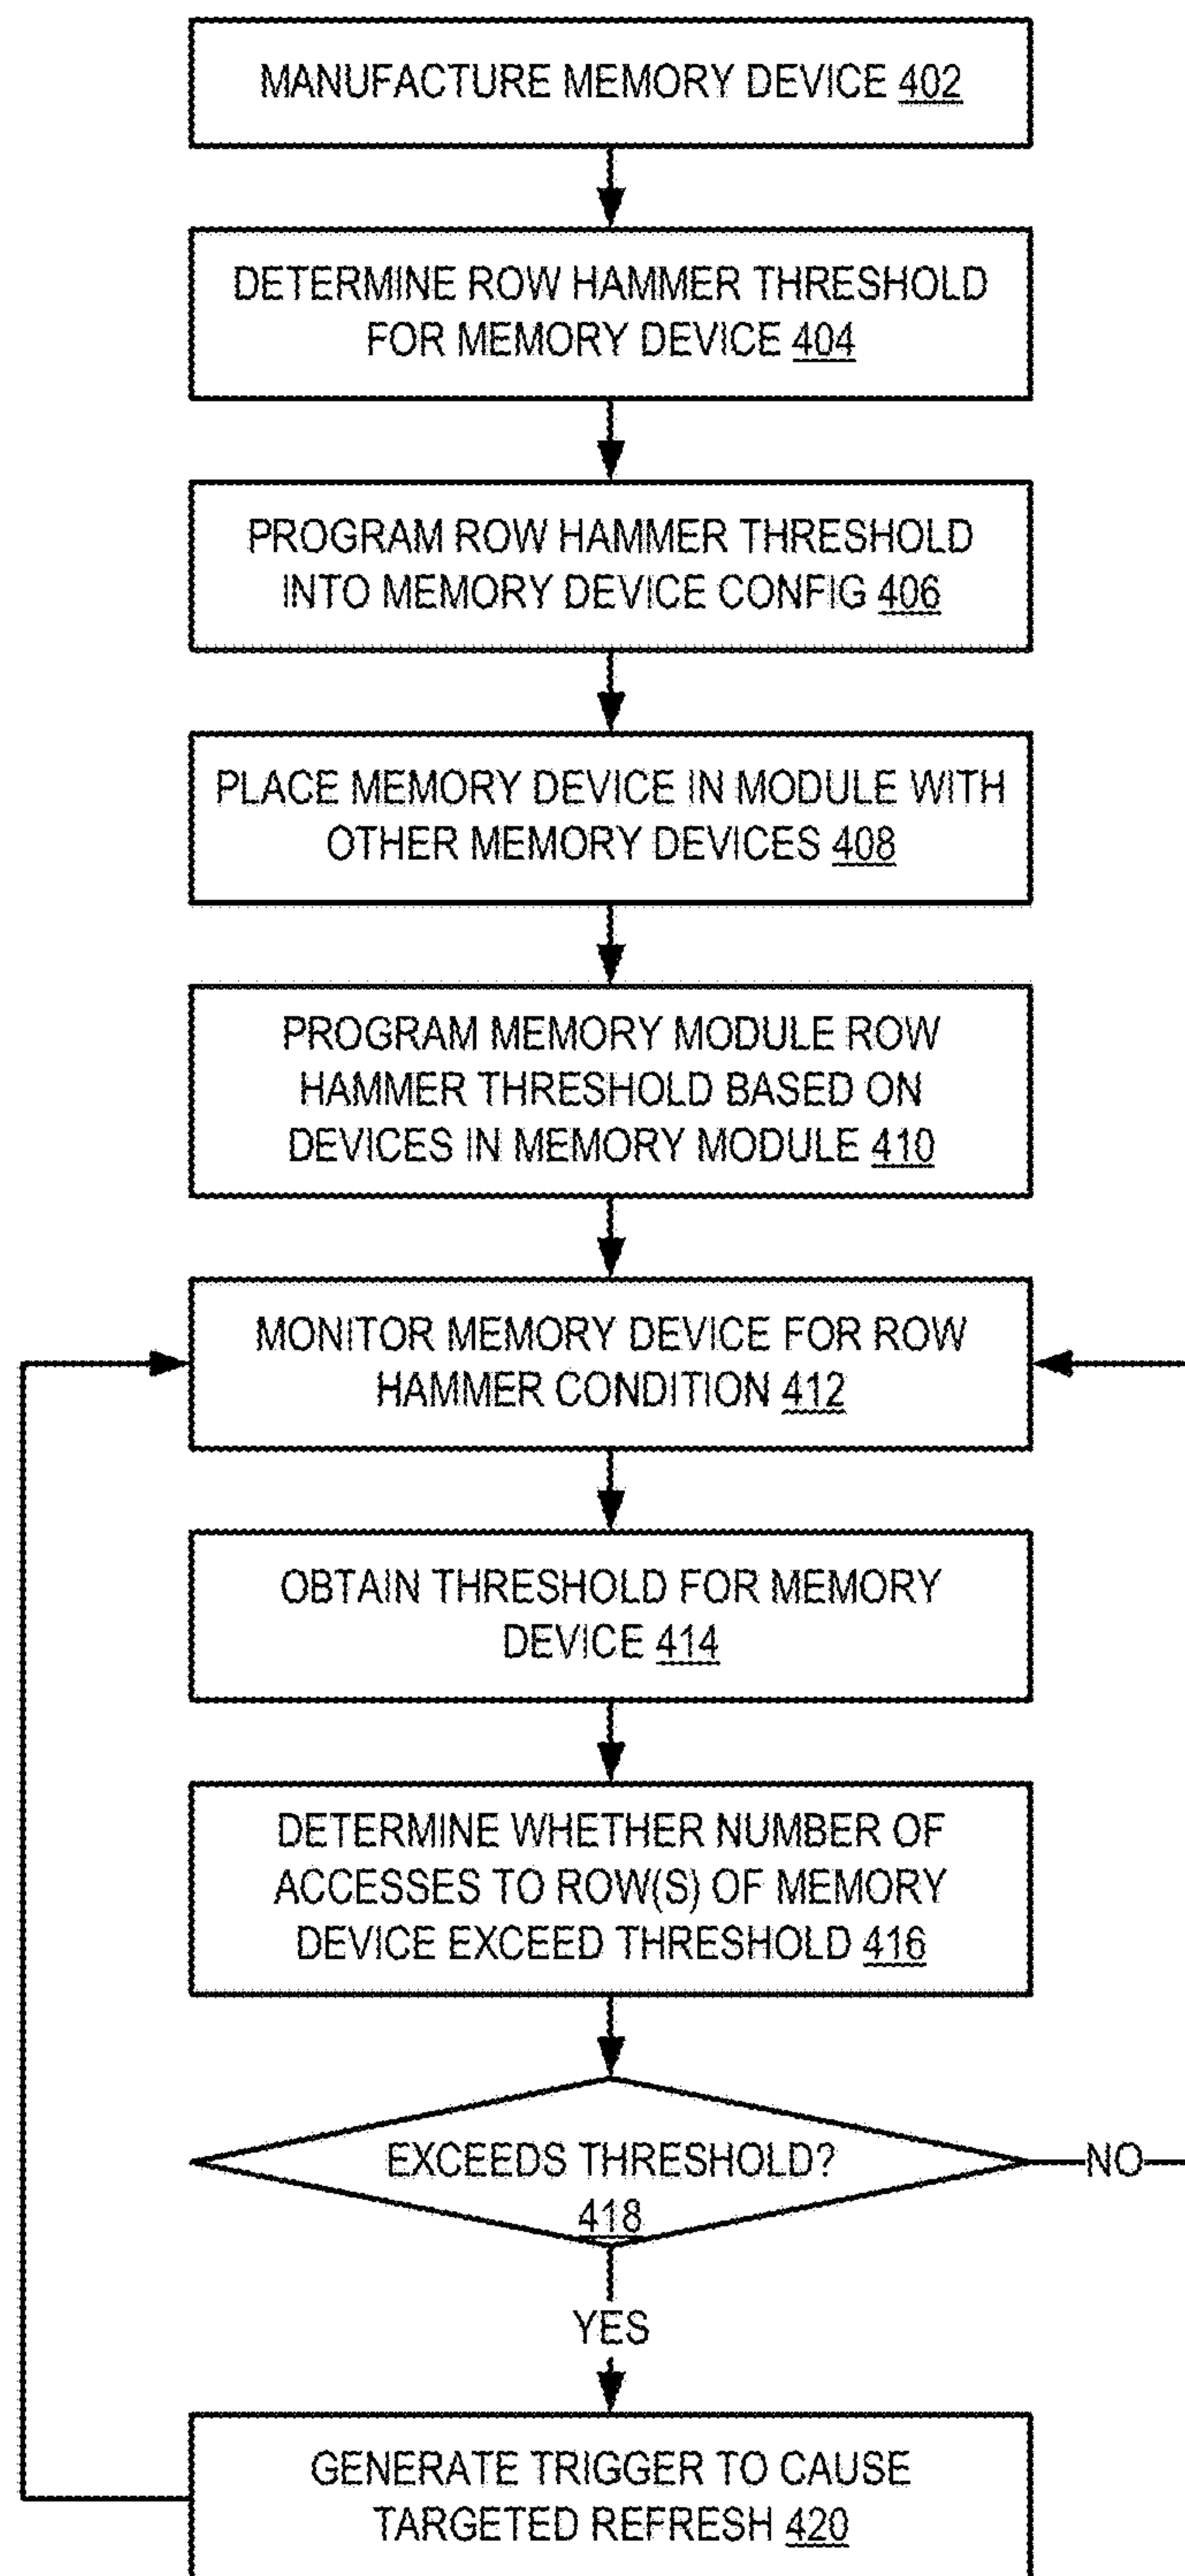 MANUFACTURE MEMORY DEVICE 402
DETERMINE ROW HAMMER THRESHOLD
FOR MEMORY DEVICE 404
PROGRAM ROW HAMMER THRESHOLD
INTO MEMORY DEVICE CONFIG 406
PLACE MEMORY DEVICE IN MODULE WITH
OTHER MEMORY DEVICES 408
PROGRAM MEMORY MODULE ROW
HAMMER THRESHOLD BASED ON
DEVICES IN MEMORY MODULE 410
MONITOR MEMORY DEVICE FOR ROW
HAMMER CONDITION 412
OBTAIN THRESHOLD FOR MEMORY
DEVICE 414
DETERMINE WHETHER NUMBER OF
ACCESSES TO ROW(S) OF MEMORY
DEVICE EXCEED THRESHOLD 416
EXCEEDS THRESHOLD?
418
NO
YES
GENERATE TRIGGER TO CAUSE
TARGETED REFRESH 420